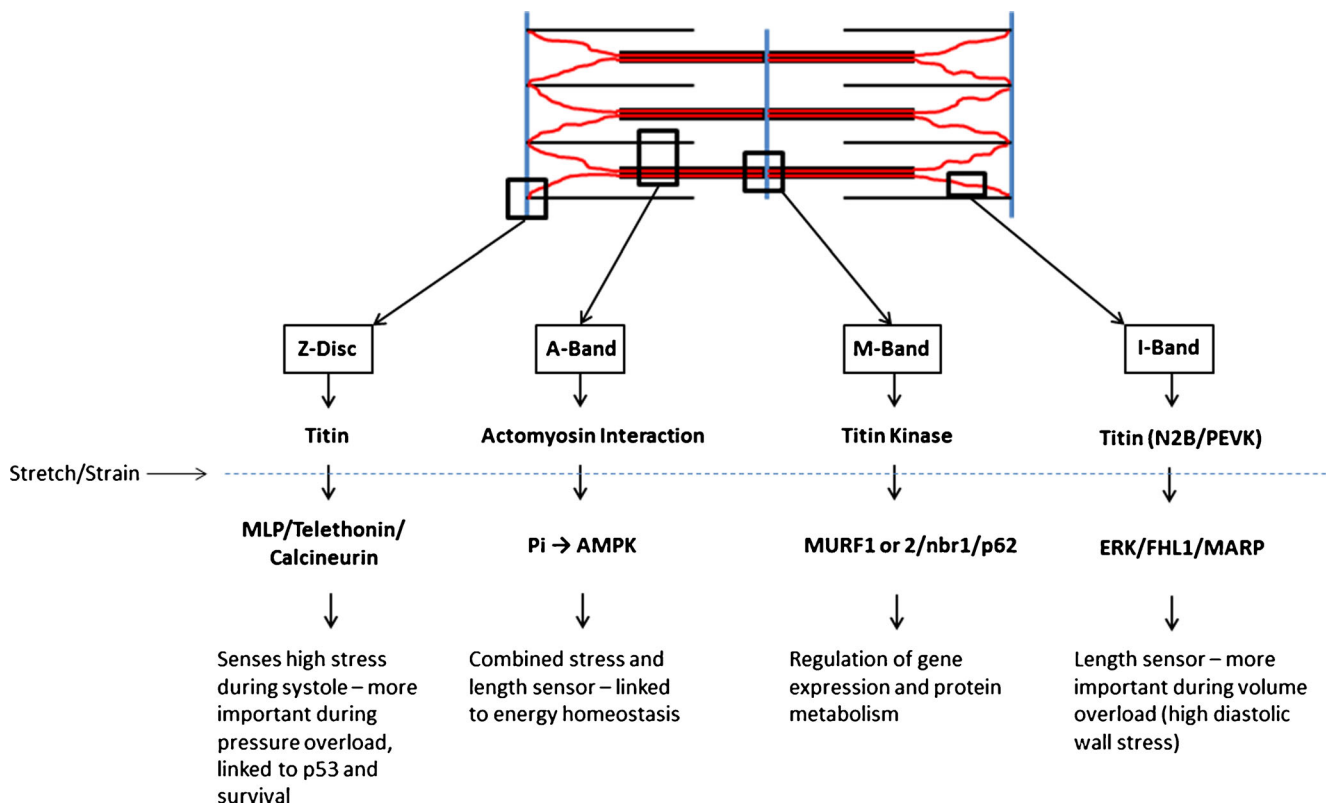 Z-Disc
A-Band
M-Band
I-Band
Titin
Actomyosin Interaction
Titin Kinase
Titin (N2B/PEVK)
Stretch/Strain
MLP/Telethonin/
Calcineurin
Pi → AMPK
MURF1 or 2/nbr1/p62
ERK/FHL1/MARP
Senses high stress
during systole – more
important during
pressure overload,
linked to p53 and
survival
Combined stress and
length sensor – linked
to energy homeostasis
Regulation of gene
expression and protein
metabolism
Length sensor – more
important during volume
overload (high diastolic
wall stress)